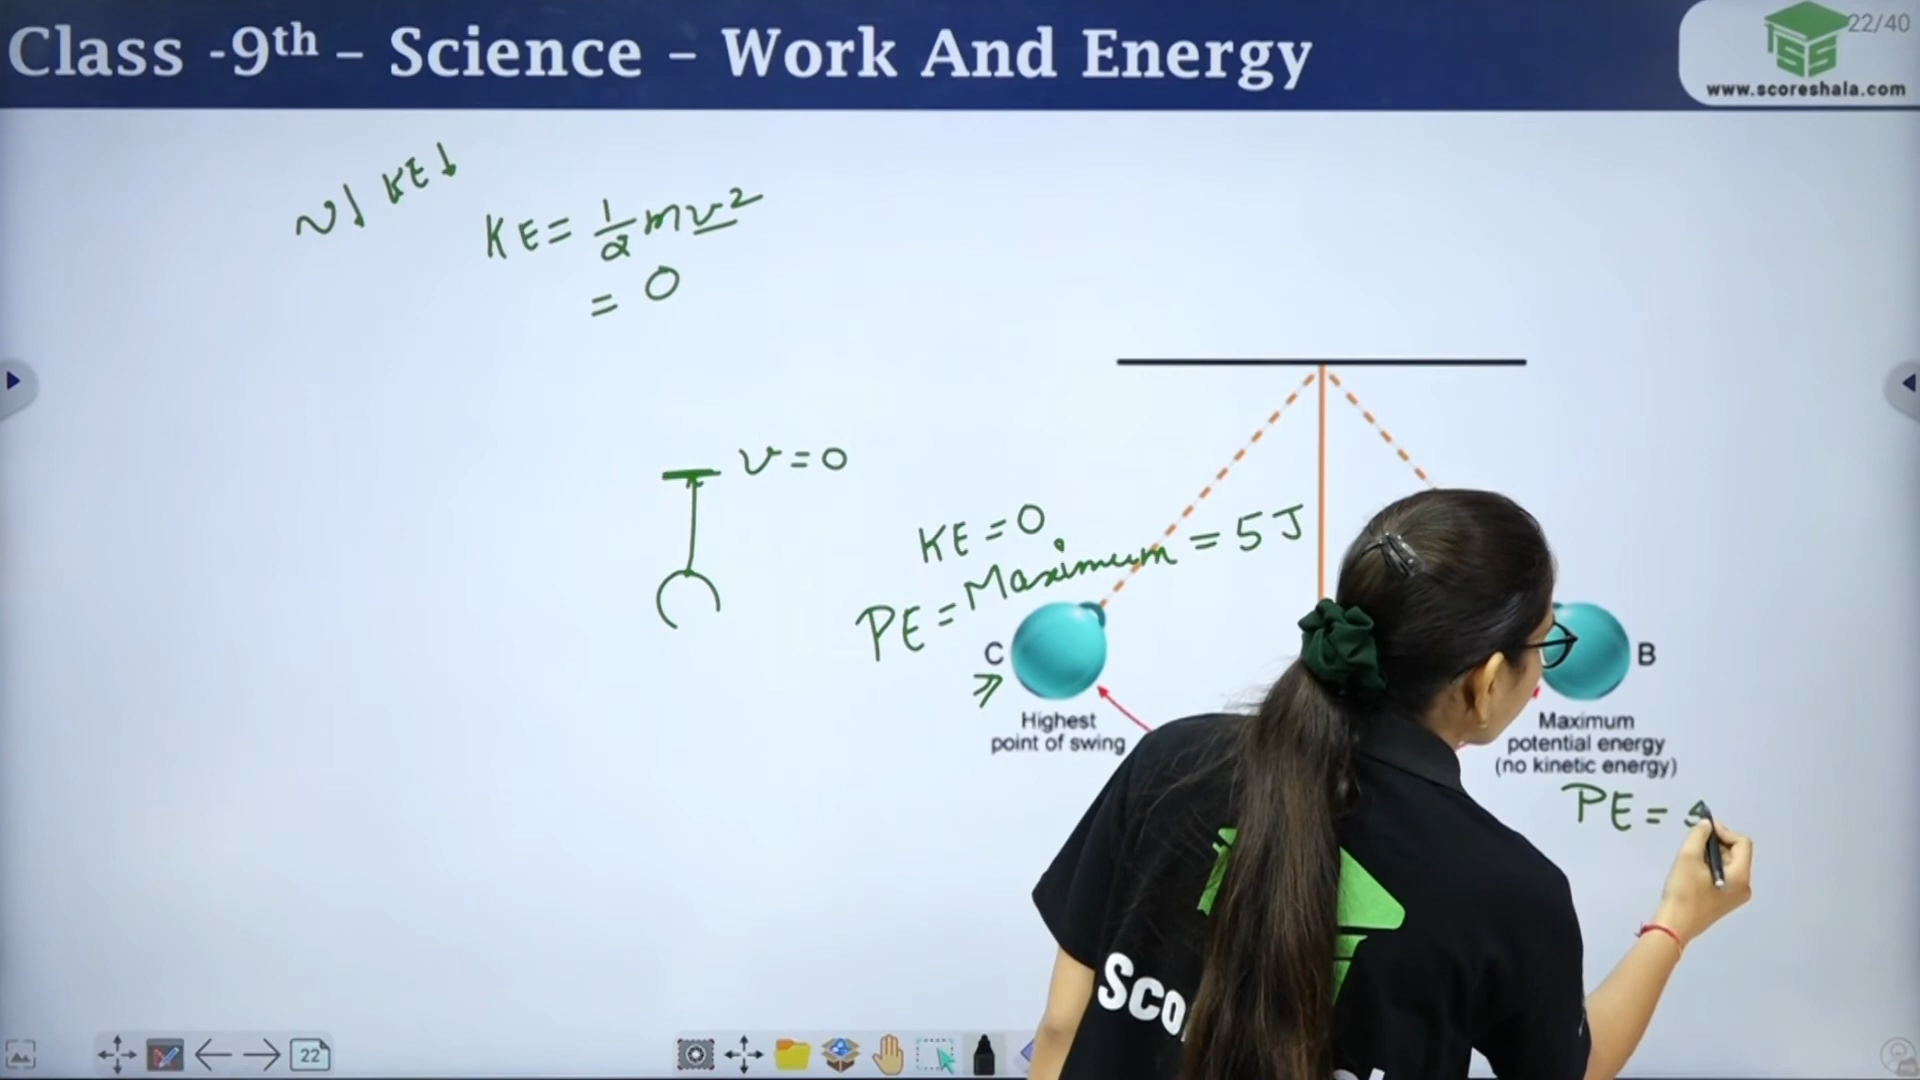 Class -9th – Science – Work And Energy
22/40
www.scoreshala.com
v↓ KE↓
KE = 1/2 mv²
= 0
v = 0
KE = 0
PE = Maximum = 5 J
C
B
Highest
point of swing
Maximum
potential energy
(no kinetic energy)
PE =
Sco
22